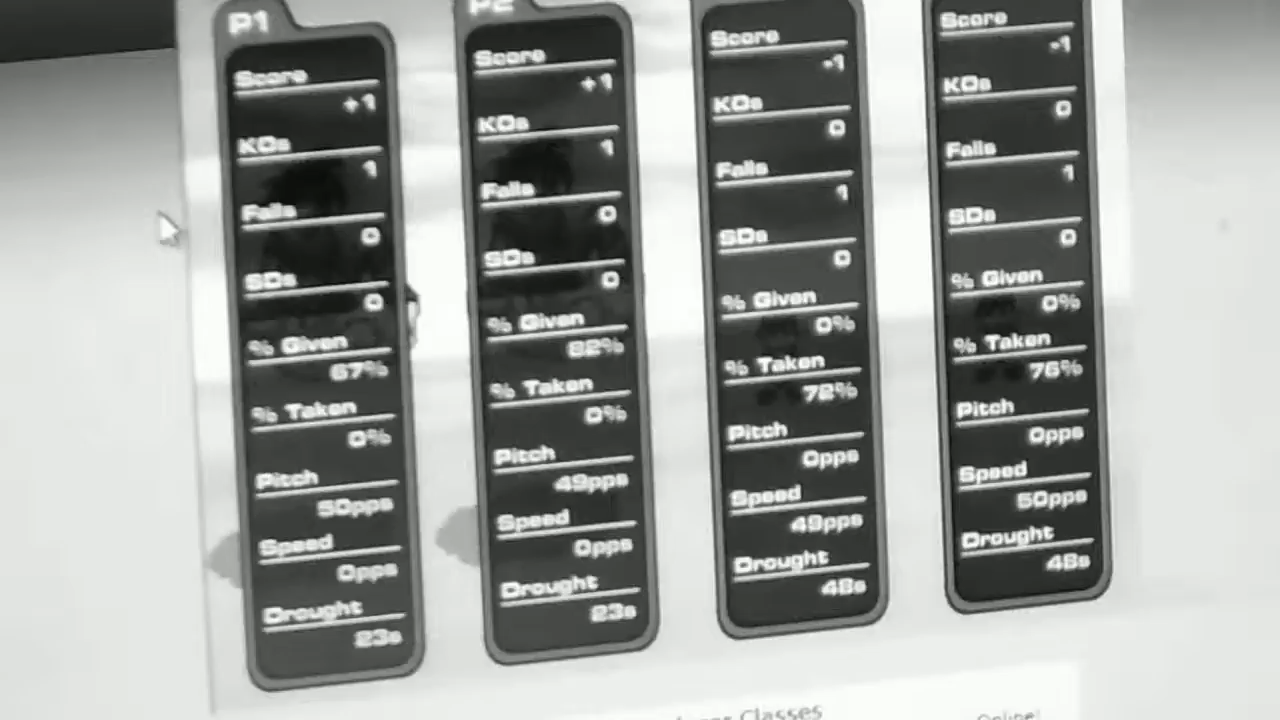 P1
Score
+1
KOs
1
Falls
0
SDs
0
% Given
67%
% Taken
0%
Pitch
50pps
Speed
0pps
Drought
23s
P2
Score
+1
KOs
1
Falls
0
SDs
0
% Given
82%
% Taken
0%
Pitch
49pps
Speed
0pps
Drought
23s
Score
-1
KOs
0
Falls
1
SDs
0
% Given
0%
% Taken
72%
Pitch
0pps
Speed
49pps
Drought
48s
Score
-1
KOs
0
Falls
1
SDs
0
% Given
0%
% Taken
76%
Pitch
0pps
Speed
50pps
Drought
48s
Classes
Online!